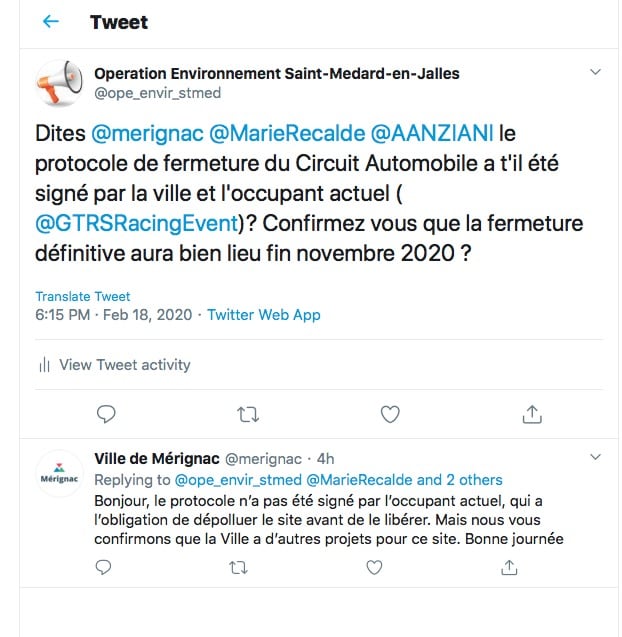 Tweet
Operation Environnement Saint-Medard-en-Jalles
@ope_envir_stmed
Dites @merignac @MarieRecalde @AANZIANI le
protocole de fermeture du Circuit Automobile a t'il été
signé par la ville et l'occupant actuel (
@GTRSRacingEvent)? Confirmez vous que la fermeture
définitive aura bien lieu fin novembre 2020 ?
Translate Tweet
6:15 PM · Feb 18, 2020 · Twitter Web App
View Tweet activity
Ville de Mérignac @merignac · 4h
Mérignac
Replying to @ope_envir_stmed @MarieRecalde and 2 others
Bonjour, le protocole n’a pas été signé par l’occupant actuel, qui a
l’obligation de dépolluer le site avant de le libérer. Mais nous vous
confirmons que la Ville a d’autres projets pour ce site. Bonne journée